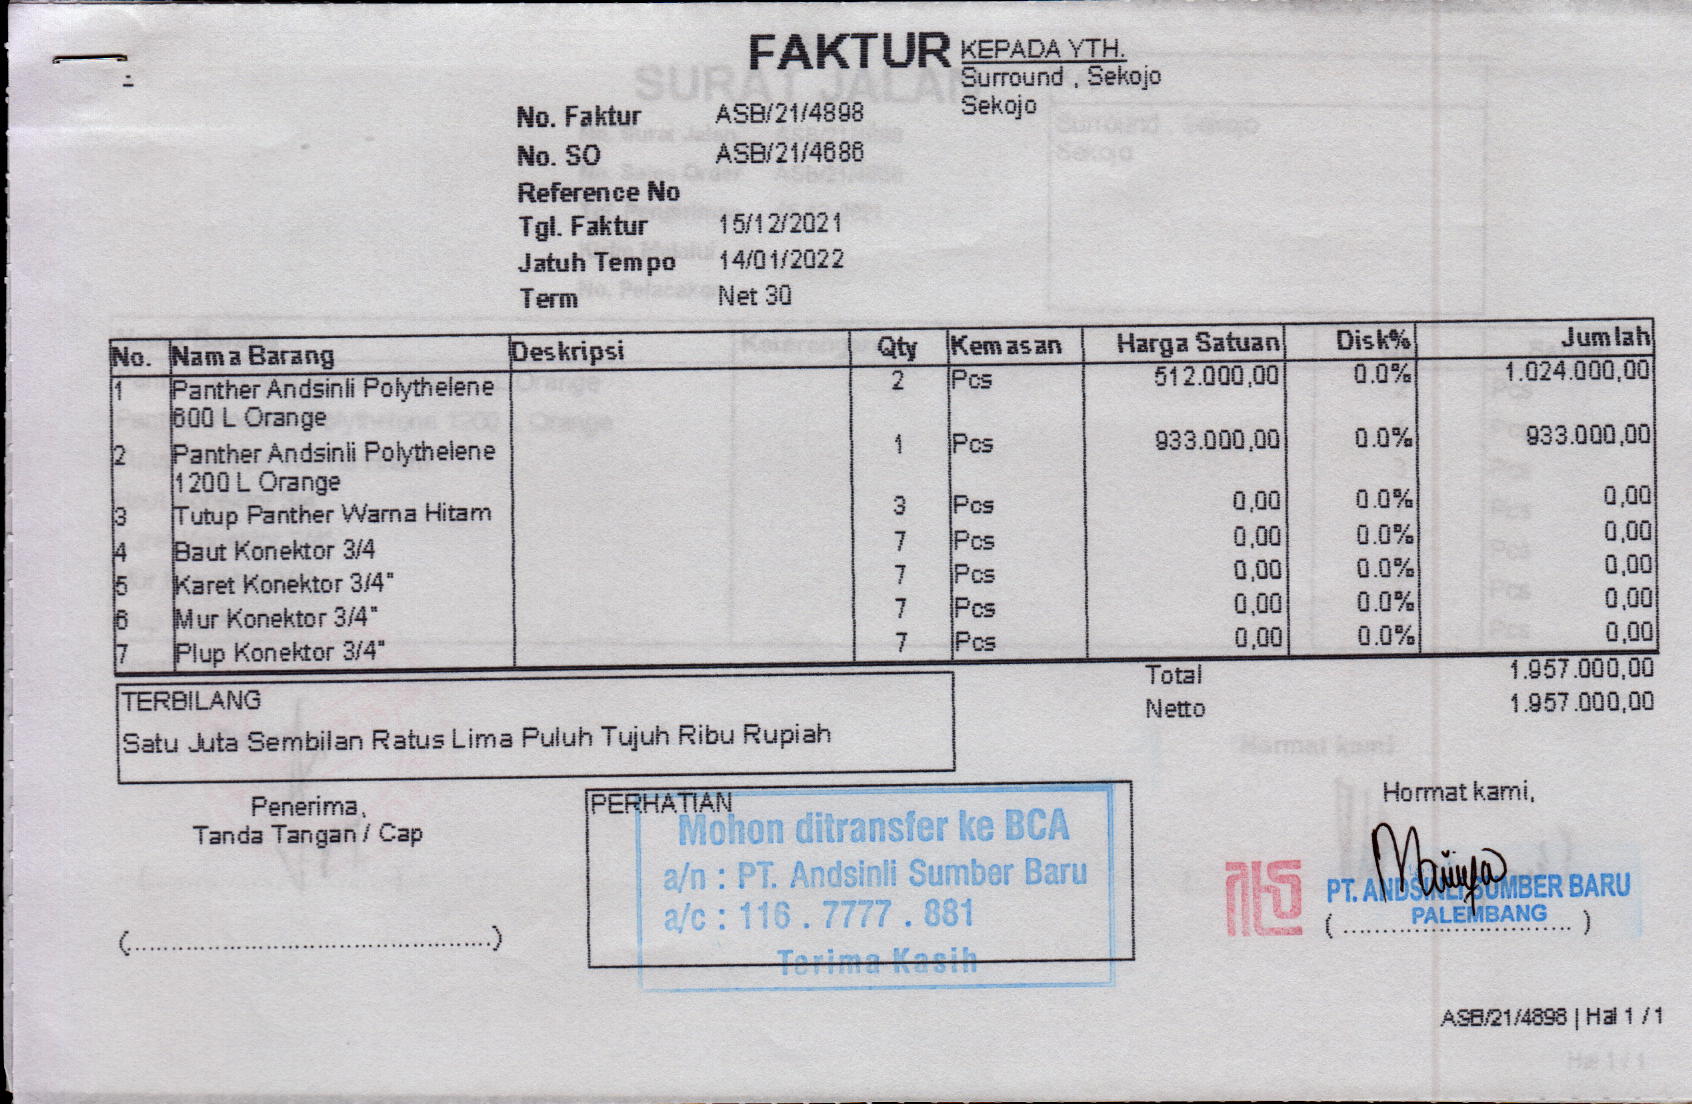 FAKTUR
KEPADA YTH.
Surround , Sekojo
Sekojo
No. Faktur ASB/21/4898
No. SO ASB/21/4686
Reference No
Tgl. Faktur 15/12/2021
Jatuh Tempo 14/01/2022
Term Net 30
No. Nama Barang Deskripsi Qty Kemasan Harga Satuan Disk% Jumlah
1 Panther Andsinli Polythelene 2 Pcs 512.000,00 0.0% 1.024.000,00
600 L Orange
2 Panther Andsinli Polythelene 1 Pcs 933.000,00 0.0% 933.000,00
1200 L Orange
3 Tutup Panther Warna Hitam 3 Pcs 0,00 0.0% 0,00
4 Baut Konektor 3/4 7 Pcs 0,00 0.0% 0,00
5 Karet Konektor 3/4" 7 Pcs 0,00 0.0% 0,00
6 Mur Konektor 3/4" 7 Pcs 0,00 0.0% 0,00
7 Plup Konektor 3/4" 7 Pcs 0,00 0.0% 0,00
Total 1.957.000,00
Netto 1.957.000,00
TERBILANG
Satu Juta Sembilan Ratus Lima Puluh Tujuh Ribu Rupiah
Penerima,
Tanda Tangan / Cap
(............................................)
PERHATIAN
Mohon ditransfer ke BCA
a/n : PT. Andsinli Sumber Baru
a/c : 116 . 7777 . 881
Terima Kasih
Hormat kami,
PT. ANDSINLI SUMBER BARU
PALEMBANG
( ............................ )
ASB/21/4898 | Hal 1 / 1